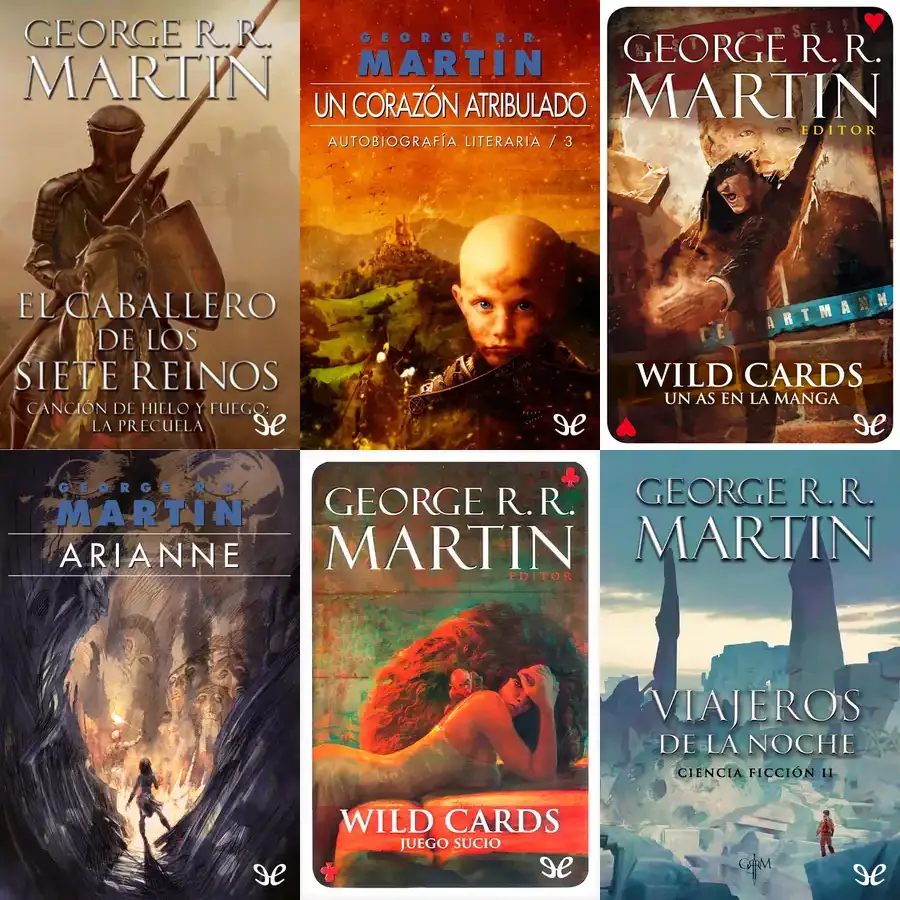 GEORGE R. R.
MARTIN
EL CABALLERO
DE LOS
SIETE REINOS
CANCIÓN DE HIELO Y FUEGO:
LA PRECUELA
GEORGE R. R.
MARTIN
UN CORAZÓN ATRIBULADO
AUTOBIOGRAFÍA LITERARIA / 3
GEORGE R. R.
MARTIN
EDITOR
HARTMANN
WILD CARDS
UN AS EN LA MANGA
GEORGE R. R.
MARTIN
ARIANNE
GEORGE R. R.
MARTIN
EDITOR
WILD CARDS
JUEGO SUCIO
GEORGE R. R.
MARTIN
VIAJEROS
DE LA NOCHE
CIENCIA FICCIÓN II
GRRM